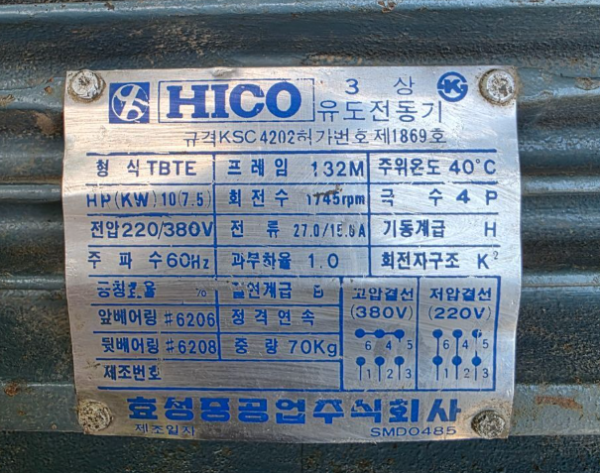 HICO 3상 유도전동기
규격KSC 4202허가번호 제1869호
형식 TBTE 프레임 132M 주위온도 40°C
HP(KW) 10(7.5) 회전수 1745rpm 극수 4 P
전압 220/380V 전류 27.0/15.6A 기동계급 H
주파수 60Hz 과부하율 1.0 회전자구조 K²
공칭효율 % 절연계급 B 고압결선 (380V) 저압결선 (220V)
앞베어링 #6206 정격 연속 6 4 5 6 4 5
뒷베어링 #6208 중량 70Kg 1 2 3 1 2 3
제조번호
효성중공업주식회사
제조일자 SMD0485